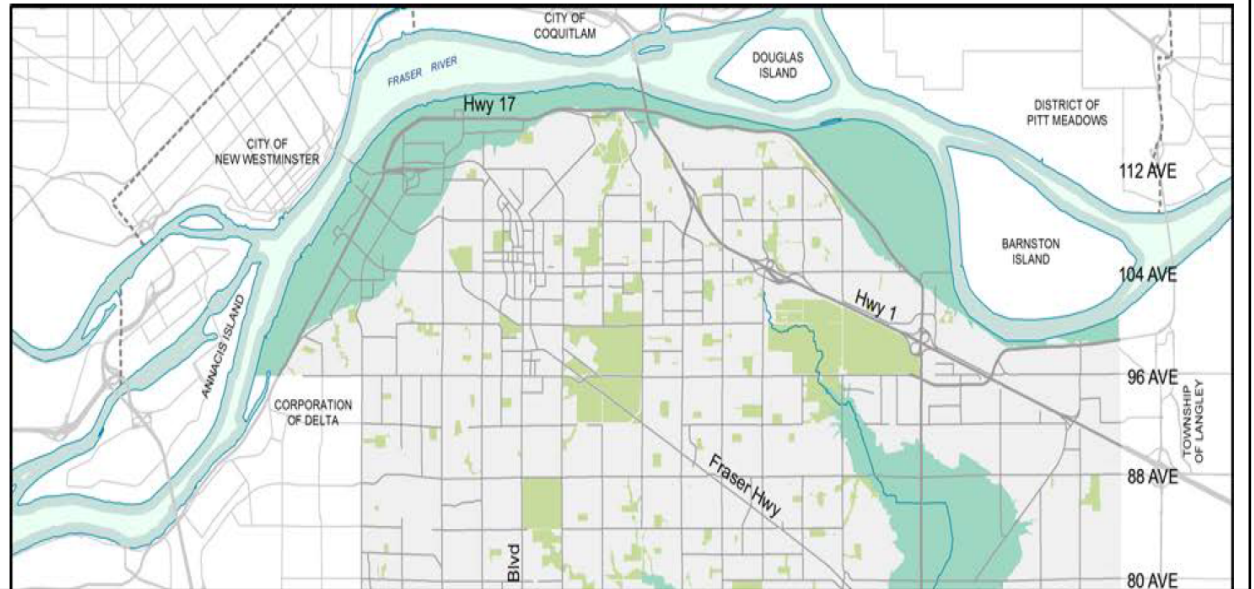 CITY OF
COQUITLAM
DOUGLAS
ISLAND
FRASER RIVER
Hwy 17
DISTRICT OF
PITT MEADOWS
CITY OF
NEW WESTMINSTER
112 AVE
BARNSTON
ISLAND
104 AVE
Hwy 1
ANNACIS ISLAND
96 AVE
CORPORATION
OF DELTA
TOWNSHIP
OF LANGLEY
Fraser Hwy
88 AVE
Blvd
80 AVE